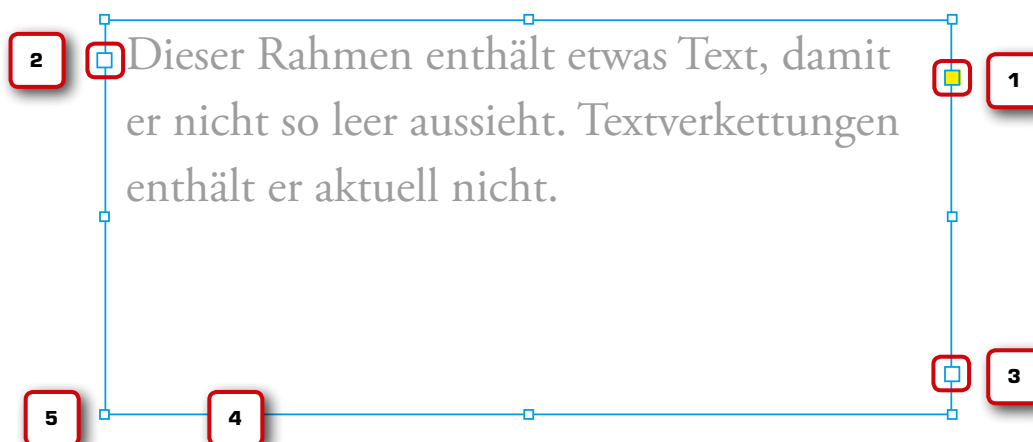 2
Dieser Rahmen enthält etwas Text, damit
1
er nicht so leer aussieht. Textverkettungen
enthält er aktuell nicht.
3
5
4